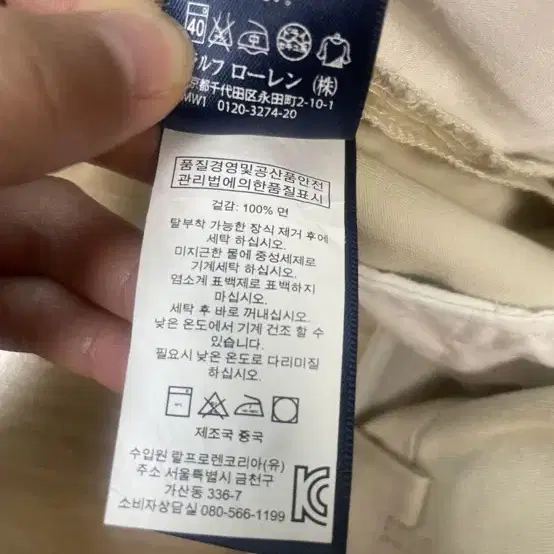 40
ルフ ローレン (株)
京都千代田区永田町2-10-1
MW1 0120-3274-20
품질경영및공산품안전
관리법에의한품질표시
겉감: 100% 면
탈부착 가능한 장식 제거 후에
세탁 하십시오.
미지근한 물에 중성세제로
기계세탁 하십시오.
염소계 표백제로 표백하지
마십시오.
세탁 후 바로 꺼내십시오.
낮은 온도에서 기계 건조 할 수
있습니다.
필요시 낮은 온도로 다리미질
하십시오.
제조국 중국
수입원 랄프로렌코리아(유)
주소 서울특별시 금천구
가산동 336-7
소비자상담실 080-566-1199